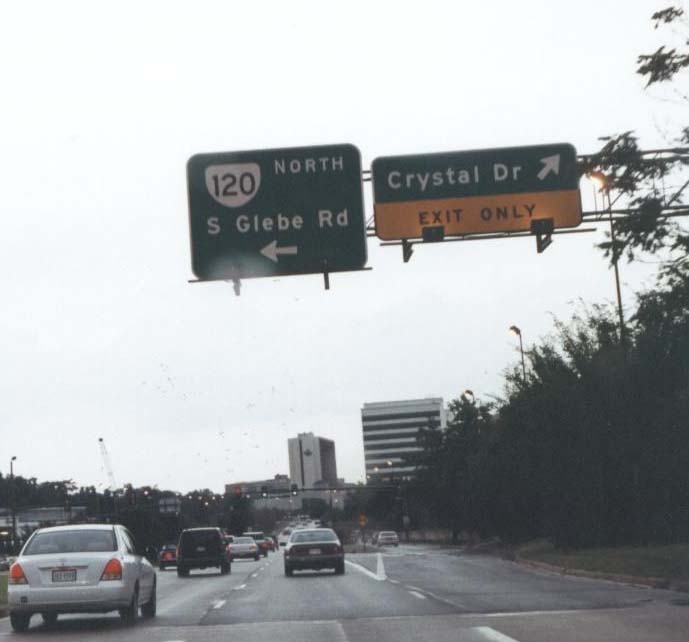 NORTH
120
S Glebe Rd
Crystal Dr
EXIT ONLY